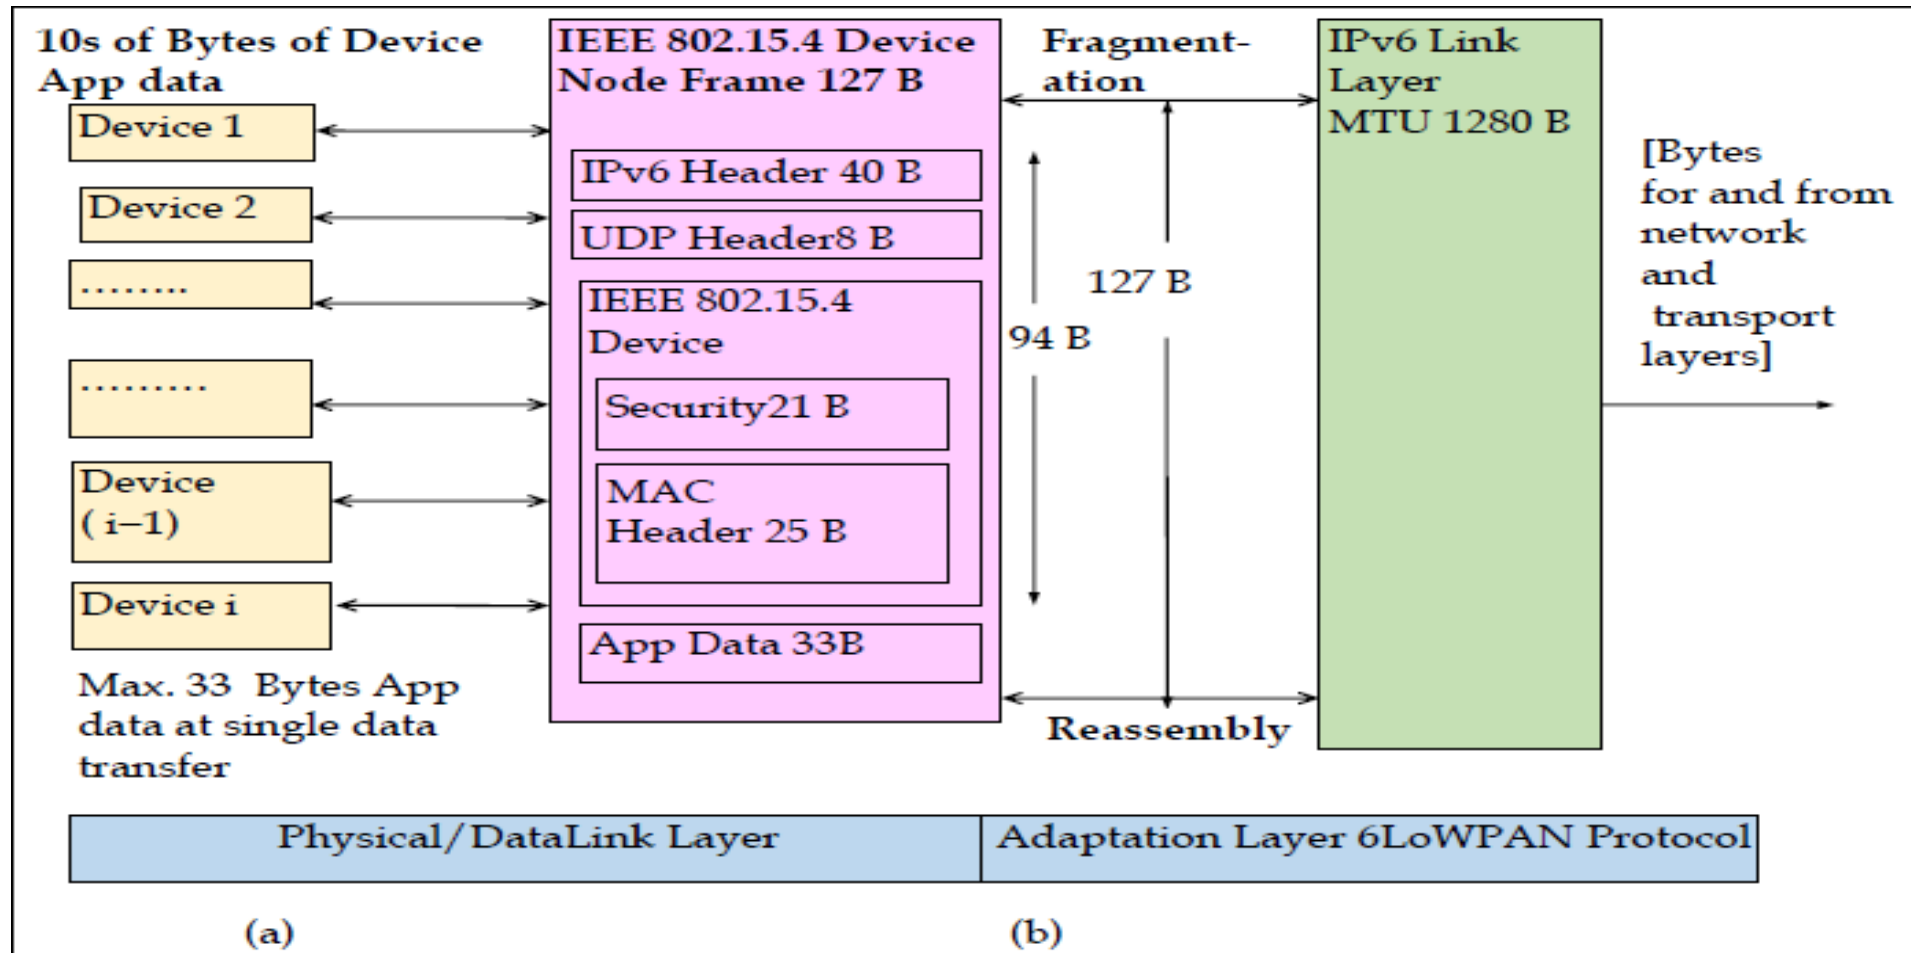 10s of Bytes of Device
App data
Device 1
Device 2
........
.........
Device
( i–1)
Device i
Max. 33 Bytes App
data at single data
transfer
IEEE 802.15.4 Device
Node Frame 127 B
IPv6 Header 40 B
UDP Header8 B
IEEE 802.15.4
Device
Security21 B
MAC
Header 25 B
App Data 33B
Fragment-
ation
127 B
94 B
Reassembly
IPv6 Link
Layer
MTU 1280 B
[Bytes
for and from
network
and
transport
layers]
Physical/DataLink Layer
Adaptation Layer 6LoWPAN Protocol
(a)
(b)